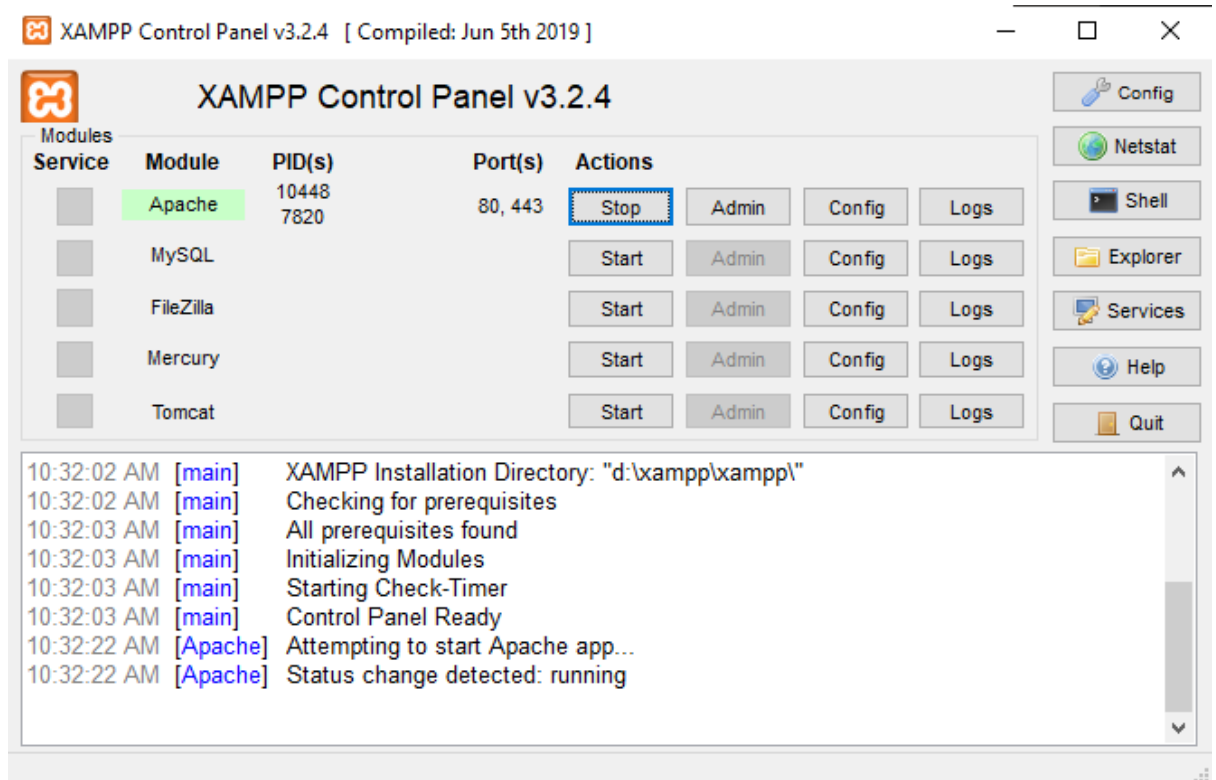 XAMPP Control Panel v3.2.4 [ Compiled: Jun 5th 2019 ]
XAMPP Control Panel v3.2.4
Config
Modules
Service Module PID(s) Port(s) Actions
Netstat
Apache 10448 80, 443 Stop Admin Config Logs
7820
Shell
MySQL Start Admin Config Logs
Explorer
FileZilla Start Admin Config Logs
Services
Mercury Start Admin Config Logs
Help
Tomcat Start Admin Config Logs
Quit
10:32:02 AM [main] XAMPP Installation Directory: "d:\xampp\xampp\"
10:32:02 AM [main] Checking for prerequisites
10:32:03 AM [main] All prerequisites found
10:32:03 AM [main] Initializing Modules
10:32:03 AM [main] Starting Check-Timer
10:32:03 AM [main] Control Panel Ready
10:32:22 AM [Apache] Attempting to start Apache app...
10:32:22 AM [Apache] Status change detected: running